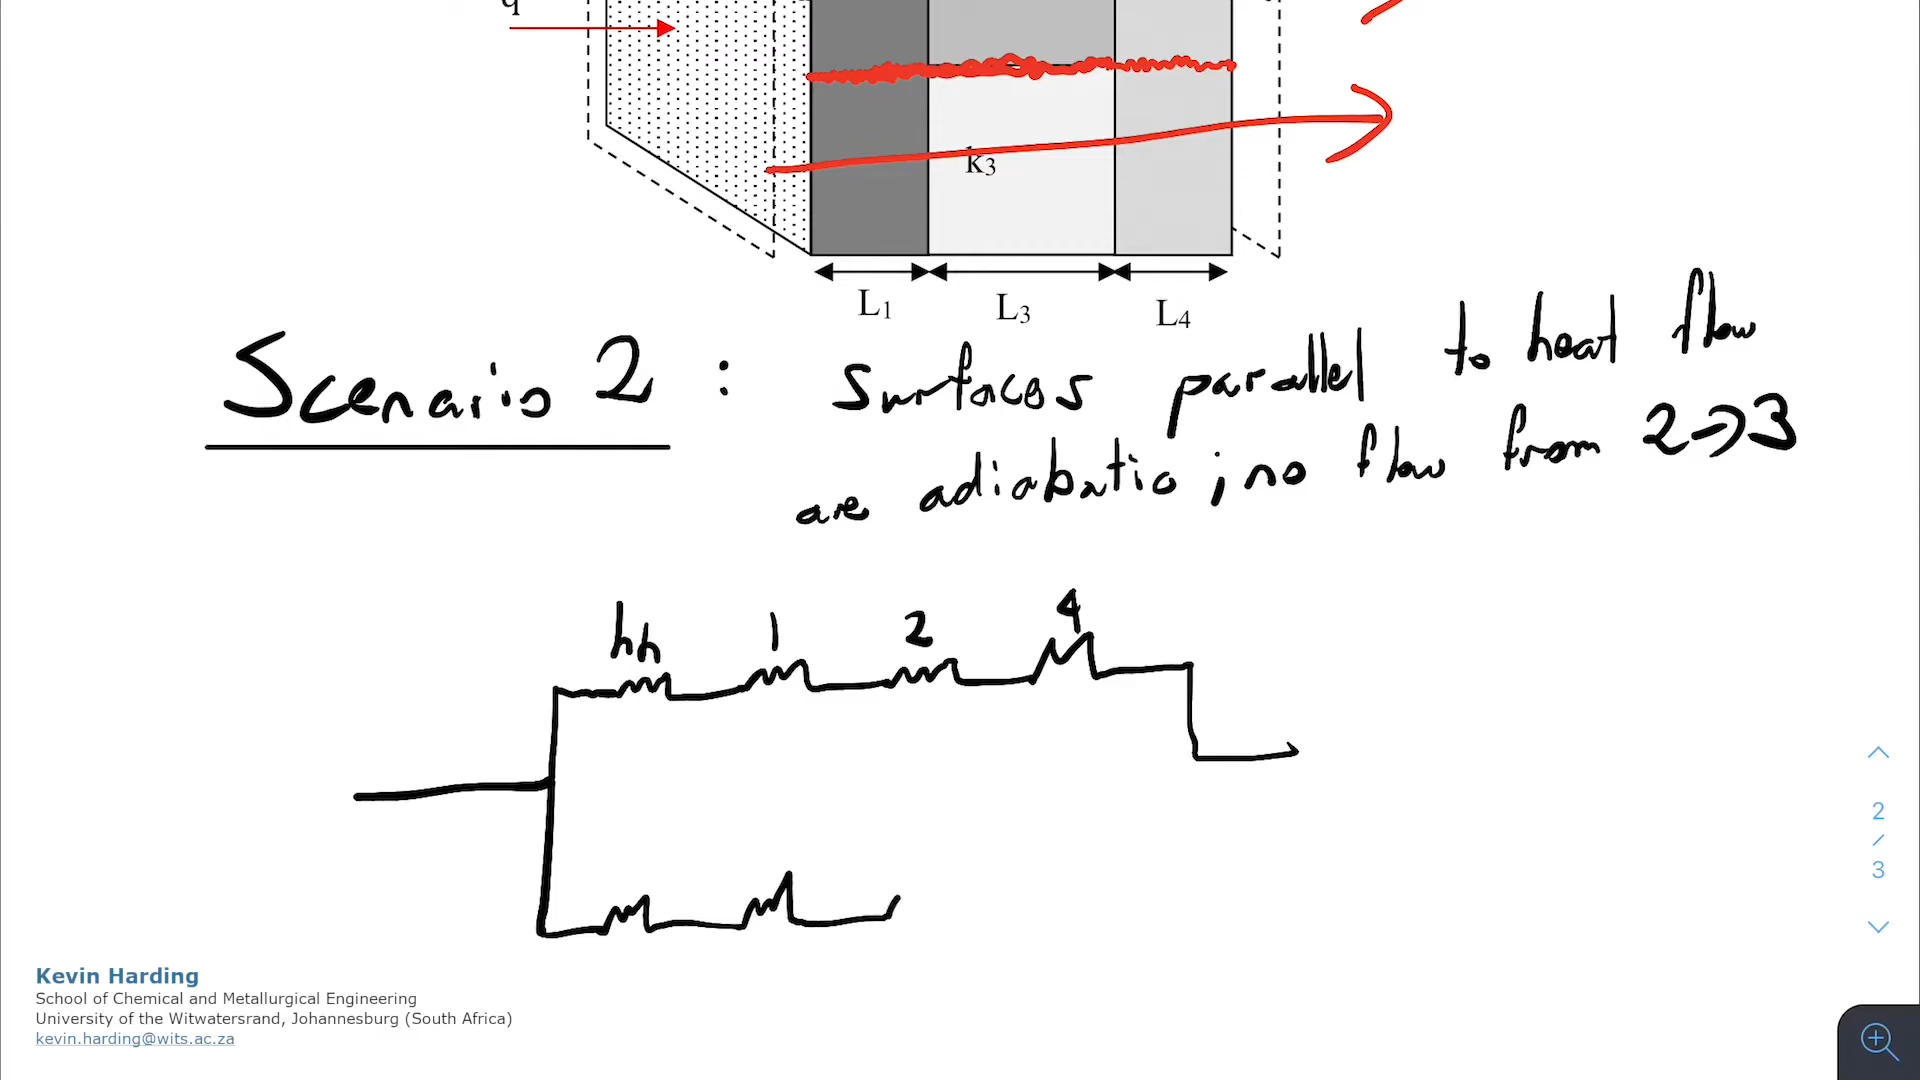 q
k3
L1 L3 L4
Scenario 2 : surfaces parallel to heat flow
are adiabatic ; no flow from 2→3
hh 1 2 4
2
/
3
Kevin Harding
School of Chemical and Metallurgical Engineering
University of the Witwatersrand, Johannesburg (South Africa)
kevin.harding@wits.ac.za